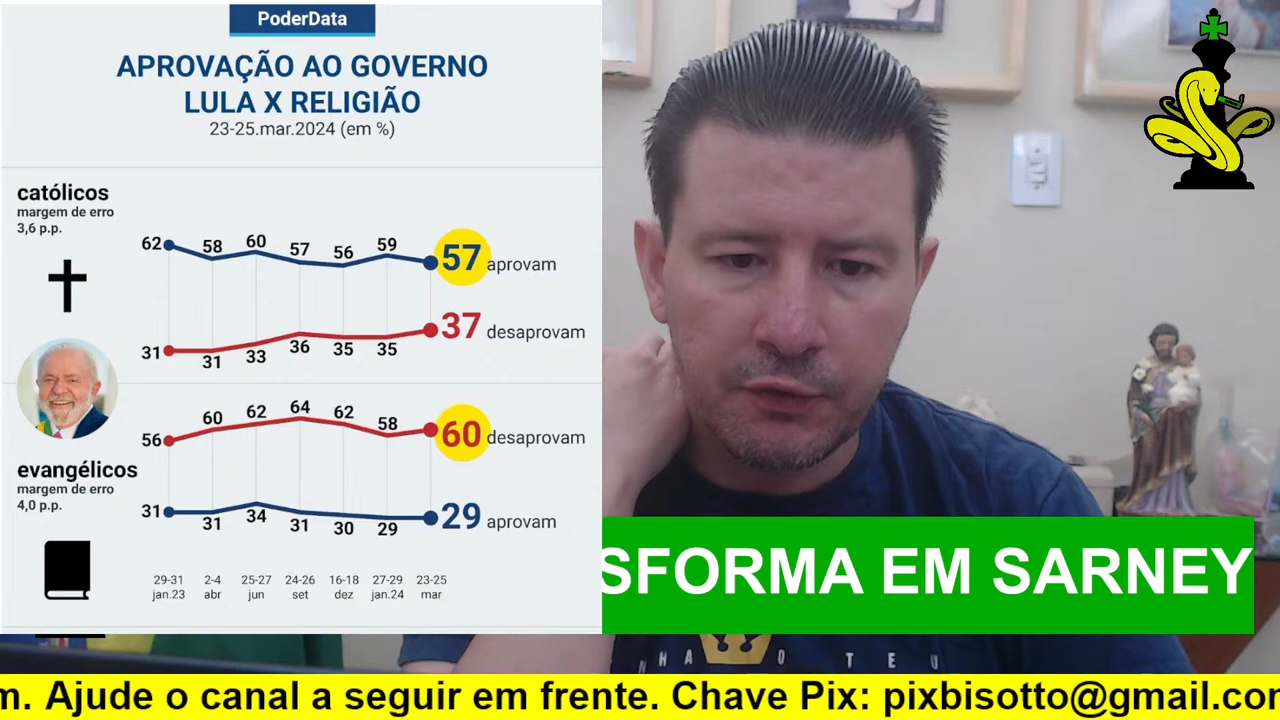 PoderData
APROVAÇÃO AO GOVERNO
LULA X RELIGIÃO
23-25.mar.2024 (em %)
católicos
margem de erro
3,6 p.p.
62 58 60 57 56 59 57 aprovam
31 31 33 36 35 35 37 desaprovam
56 60 62 64 62 58 60 desaprovam
evangélicos
margem de erro
4,0 p.p.
31 31 34 31 30 29 29 aprovam
29-31 2-4 25-27 24-26 16-18 27-29 23-25
jan.23 abr jun set dez jan.24 mar
SFORMA EM SARNEY
NHA O TEU
m. Ajude o canal a seguir em frente. Chave Pix: pixbisotto@gmail.com